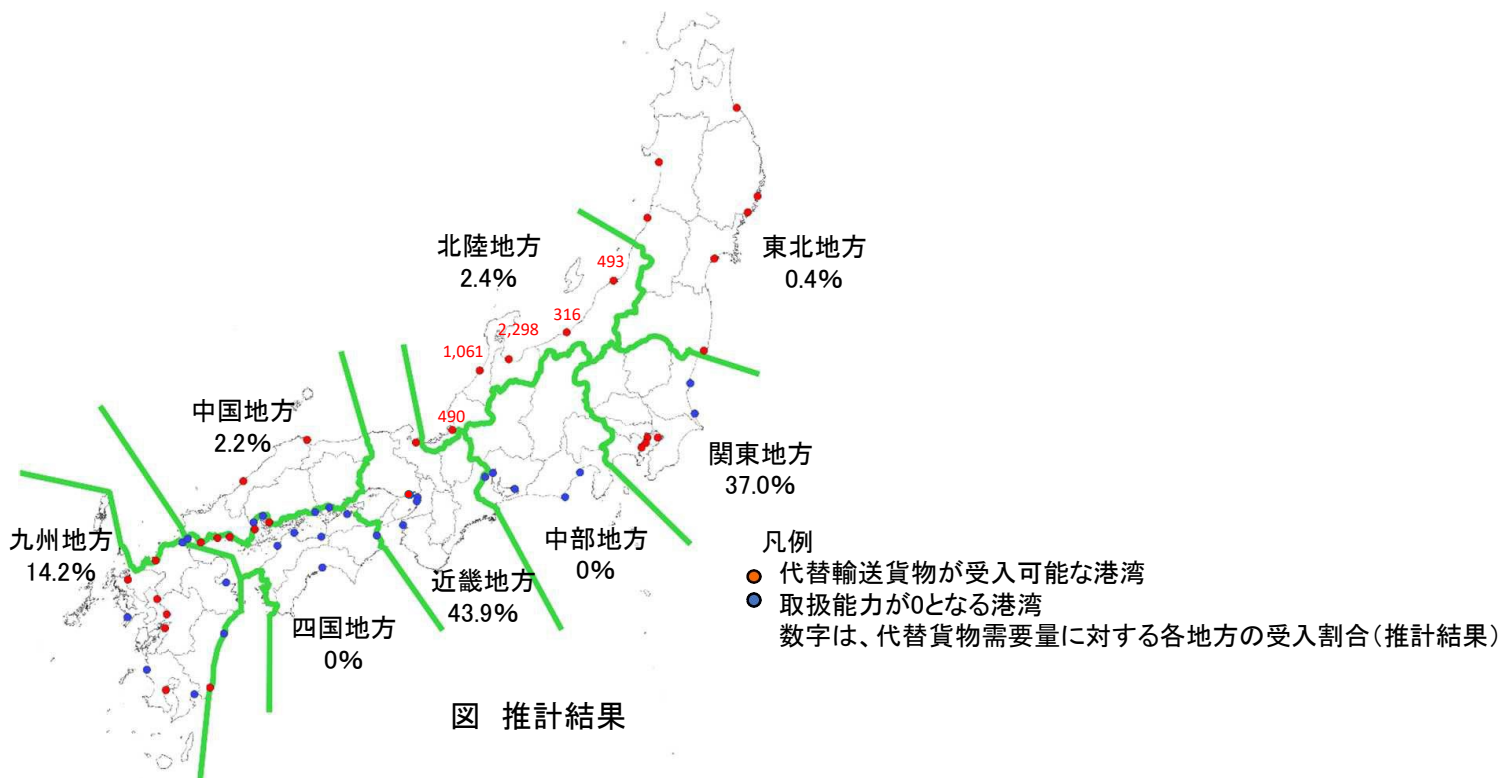 北陸地方
2.4%
東北地方
0.4%
493
316
2,298
1,061
490
中国地方
2.2%
関東地方
37.0%
九州地方
14.2%
中部地方
0%
近畿地方
43.9%
四国地方
0%
凡例
代替輸送貨物が受入可能な港湾
取扱能力が0となる港湾
数字は、代替貨物需要量に対する各地方の受入割合(推計結果)
図 推計結果